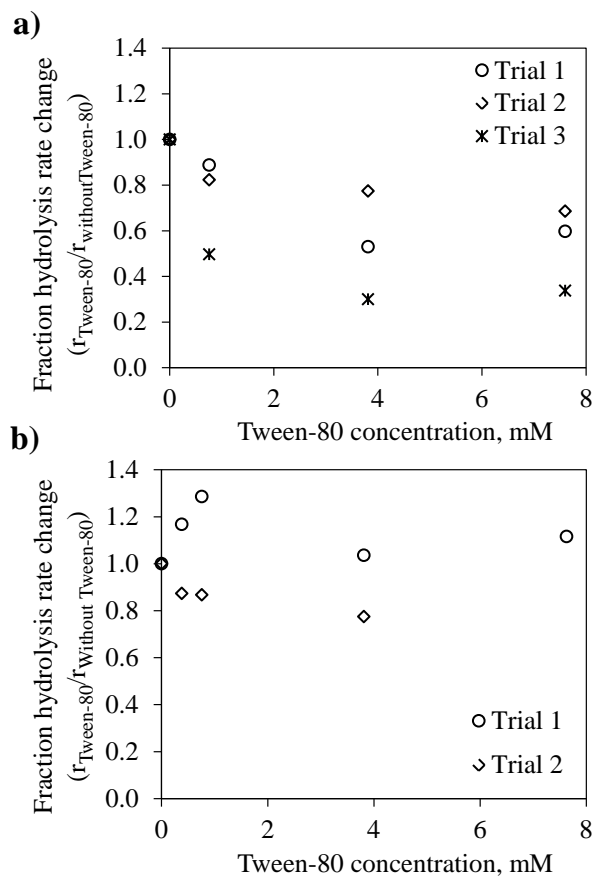 a)
1.4
1.2
1.0
0.8
0.6
0.4
0.2
0.0
Fraction hydrolysis rate change
(rTween-80/rwithoutTween-80)
Trial 1
Trial 2
Trial 3
0 2 4 6 8
Tween-80 concentration, mM
b)
1.4
1.2
1.0
0.8
0.6
0.4
0.2
0.0
Fraction hydrolysis rate change
(rTween-80/rWithout Tween-80)
Trial 1
Trial 2
0 2 4 6 8
Tween-80 concentration, mM